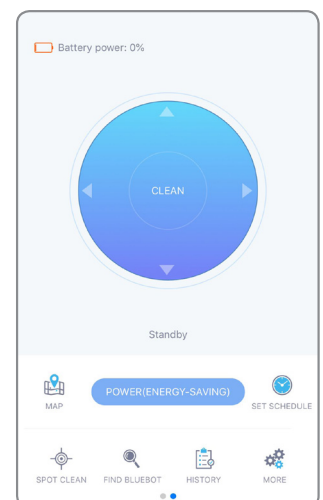 Battery power: 0%
CLEAN
Standby
MAP
POWER(ENERGY-SAVING)
SET SCHEDULE
SPOT CLEAN
FIND BLUEBOT
HISTORY
MORE